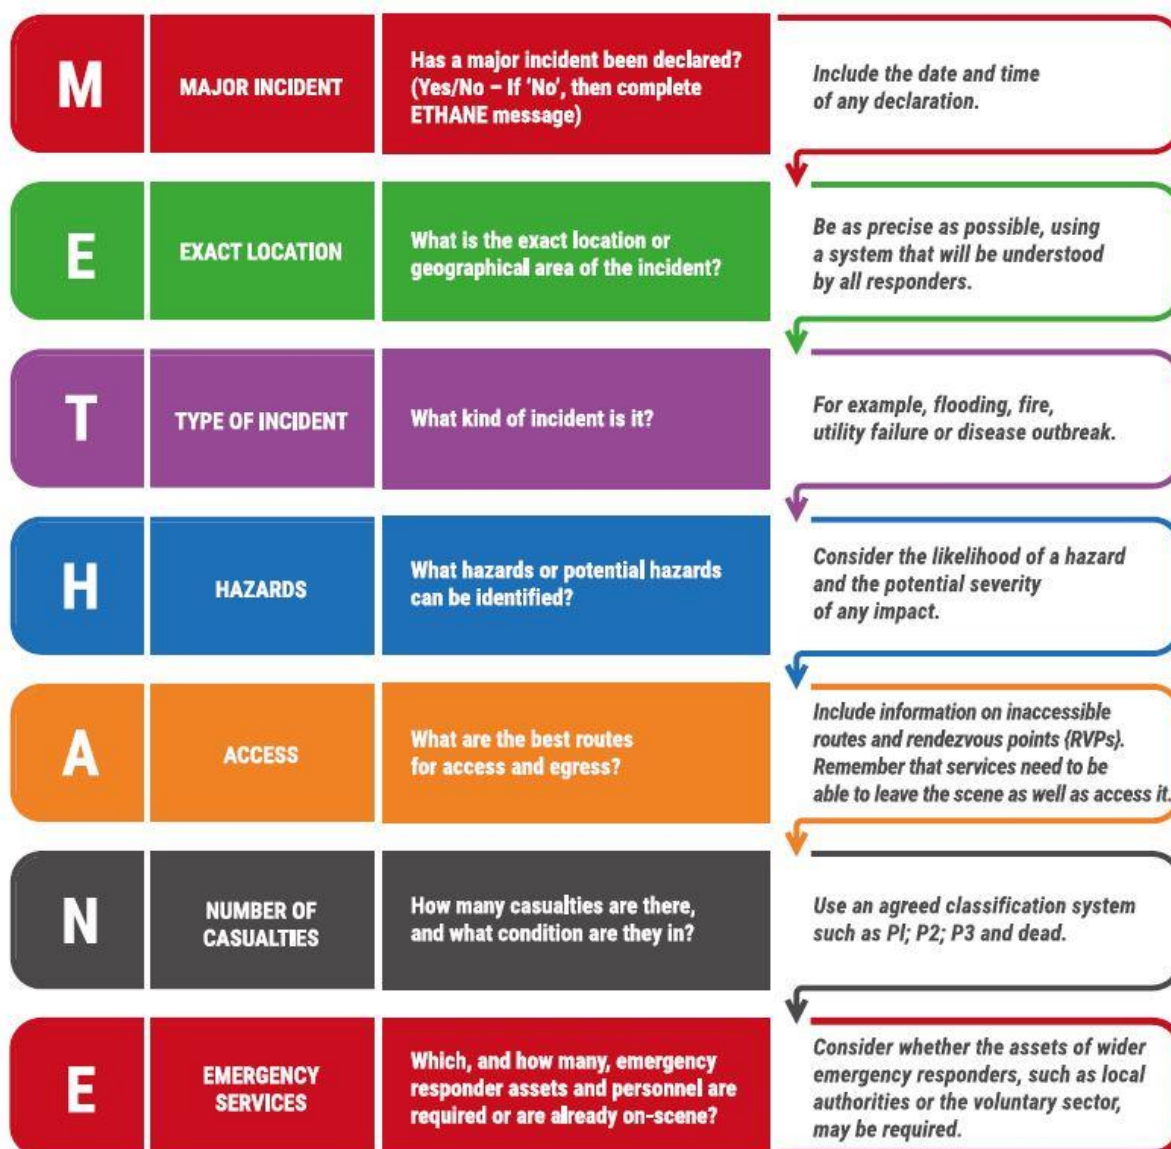 M
MAJOR INCIDENT
Has a major incident been declared?
(Yes/No – If ‘No’, then complete
ETHANE message)
Include the date and time
of any declaration.
E
EXACT LOCATION
What is the exact location or
geographical area of the incident?
Be as precise as possible, using
a system that will be understood
by all responders.
T
TYPE OF INCIDENT
What kind of incident is it?
For example, flooding, fire,
utility failure or disease outbreak.
H
HAZARDS
What hazards or potential hazards
can be identified?
Consider the likelihood of a hazard
and the potential severity
of any impact.
A
ACCESS
What are the best routes
for access and egress?
Include information on inaccessible
routes and rendezvous points {RVPs}.
Remember that services need to be
able to leave the scene as well as access it.
N
NUMBER OF
CASUALTIES
How many casualties are there,
and what condition are they in?
Use an agreed classification system
such as Pl; P2; P3 and dead.
E
EMERGENCY
SERVICES
Which, and how many, emergency
responder assets and personnel are
required or are already on-scene?
Consider whether the assets of wider
emergency responders, such as local
authorities or the voluntary sector,
may be required.